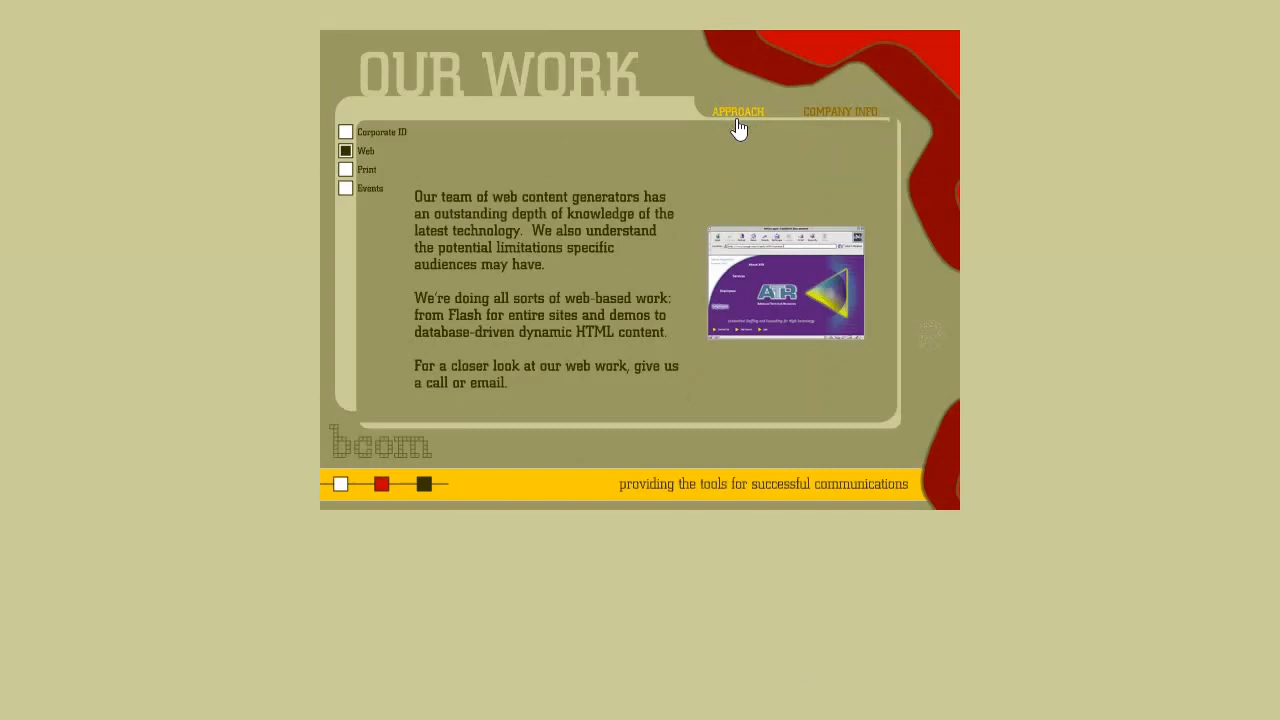 OUR WORK
APPROACH
COMPANY INFO
Corporate ID
Web
Print
Events
Our team of web content generators has
an outstanding depth of knowledge of the
latest technology.  We also understand
the potential limitations specific
audiences may have.
We're doing all sorts of web-based work:
from Flash for entire sites and demos to
database-driven dynamic HTML content.
For a closer look at our web work, give us
a call or email.
About ATR
Services
ATR
bcom
providing the tools for successful communications